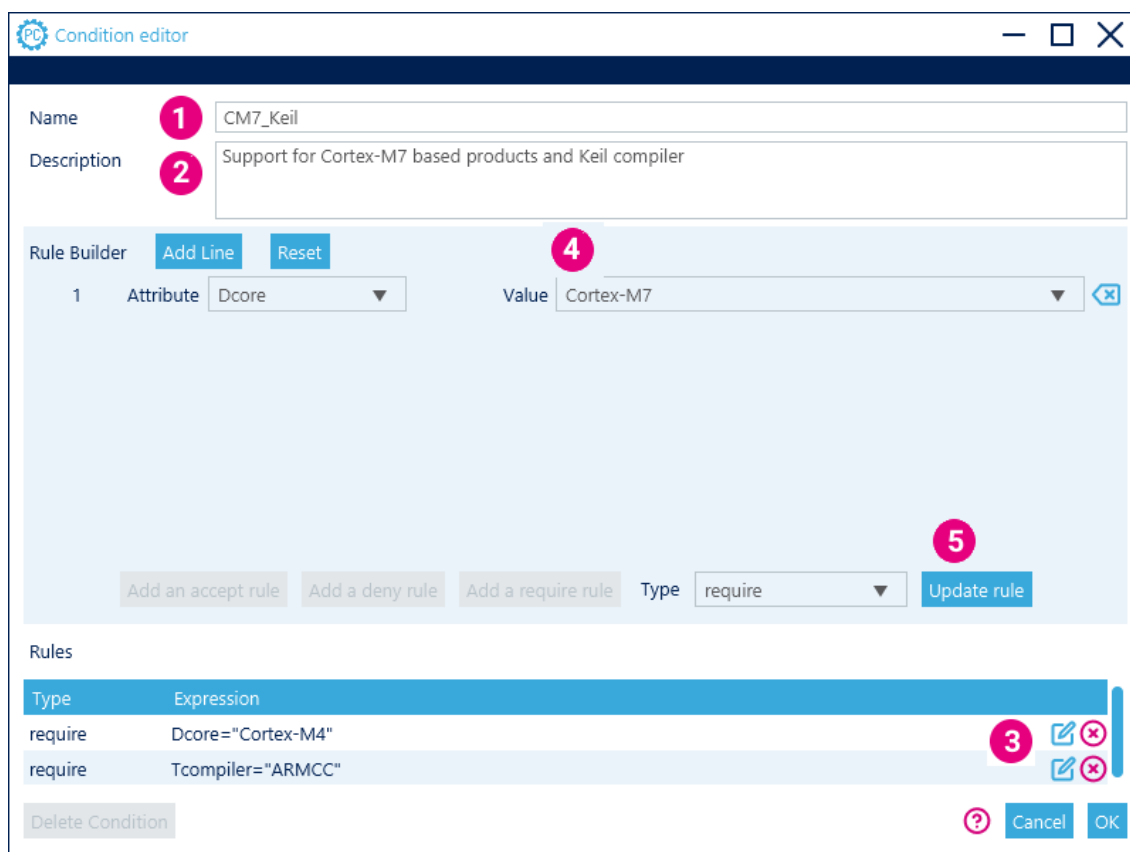 PC Condition editor
Name 1 CM7_Keil
Description 2 Support for Cortex-M7 based products and Keil compiler
Rule Builder Add Line Reset 4
1 Attribute Dcore Value Cortex-M7
5
Add an accept rule Add a deny rule Add a require rule Type require Update rule
Rules
Type Expression
require Dcore="Cortex-M4" 3
require Tcompiler="ARMCC"
Delete Condition ? Cancel OK